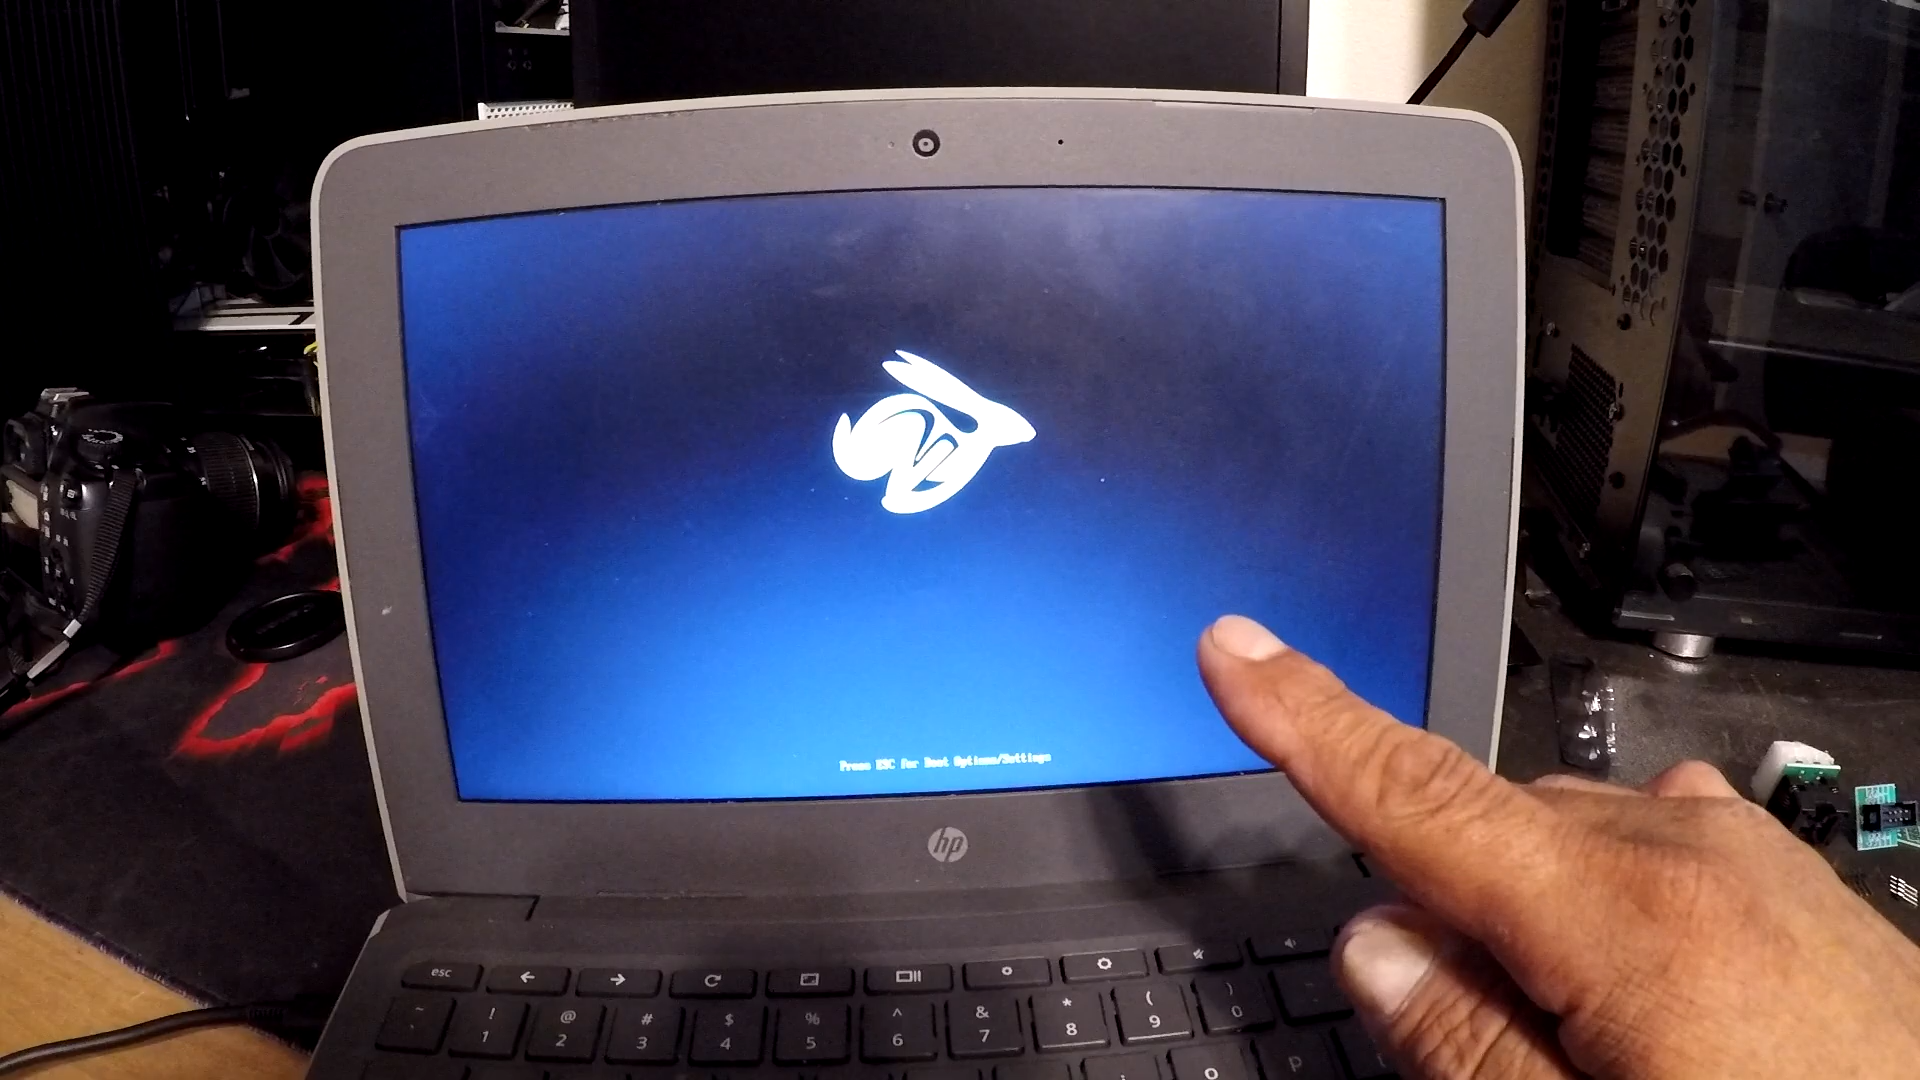 Press ESC for Boot Options/Settings
hp
esc
~ ! @ # $ % ^ & * ( )
` 1 2 3 4 5 6 7 8 9 0
O P